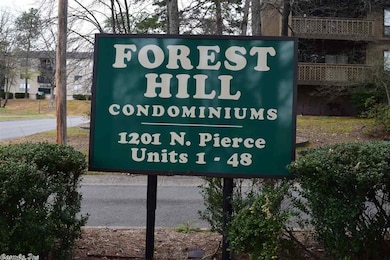 FOREST
HILL
CONDOMINIUMS
1201 N. Pierce
Units 1 - 48